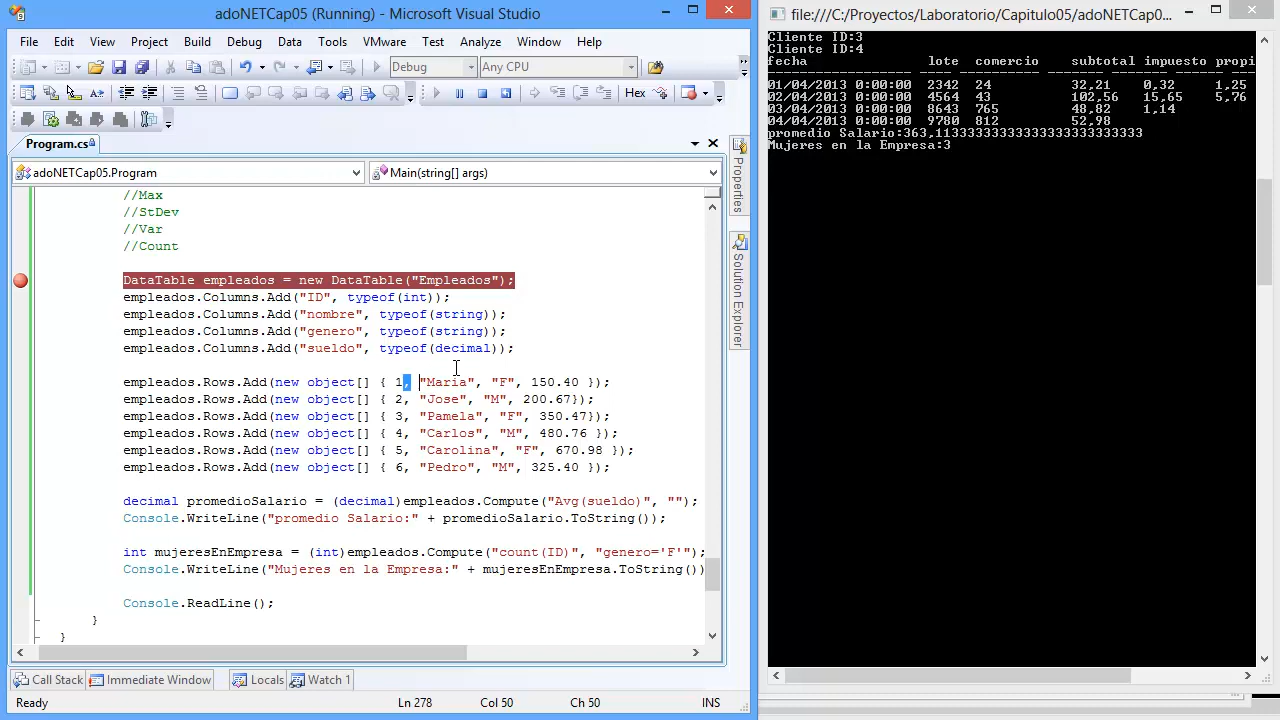 adoNETCap05 (Running) - Microsoft Visual Studio
File Edit View Project Build Debug Data Tools VMware Test Analyze Window Help
Debug Any CPU
Hex
Program.cs
adoNETCap05.Program Main(string[] args)
//Max
//StDev
//Var
//Count
DataTable empleados = new DataTable("Empleados");
empleados.Columns.Add("ID", typeof(int));
empleados.Columns.Add("nombre", typeof(string));
empleados.Columns.Add("genero", typeof(string));
empleados.Columns.Add("sueldo", typeof(decimal));
empleados.Rows.Add(new object[] { 1, "Maria", "F", 150.40 });
empleados.Rows.Add(new object[] { 2, "Jose", "M", 200.67});
empleados.Rows.Add(new object[] { 3, "Pamela", "F", 350.47});
empleados.Rows.Add(new object[] { 4, "Carlos", "M", 480.76 });
empleados.Rows.Add(new object[] { 5, "Carolina", "F", 670.98 });
empleados.Rows.Add(new object[] { 6, "Pedro", "M", 325.40 });
decimal promedioSalario = (decimal)empleados.Compute("Avg(sueldo)", "");
Console.WriteLine("promedio Salario:" + promedioSalario.ToString());
int mujeresEnEmpresa = (int)empleados.Compute("count(ID)", "genero='F'");
Console.WriteLine("Mujeres en la Empresa:" + mujeresEnEmpresa.ToString())
Console.ReadLine();
}
}
Properties
Solution Explorer
Call Stack Immediate Window Locals Watch 1
Ready Ln 278 Col 50 Ch 50 INS
file:///C:/Proyectos/Laboratorio/Capitulo05/adoNETCap0...
Cliente ID:3
Cliente ID:4
fecha lote comercio subtotal impuesto propi
01/04/2013 0:00:00 2342 24 32,21 0,32 1,25
02/04/2013 0:00:00 4564 43 102,56 15,65 5,76
03/04/2013 0:00:00 8643 765 48,82 1,14
04/04/2013 0:00:00 9780 812 52,98
promedio Salario:363,11333333333333333333333333
Mujeres en la Empresa:3